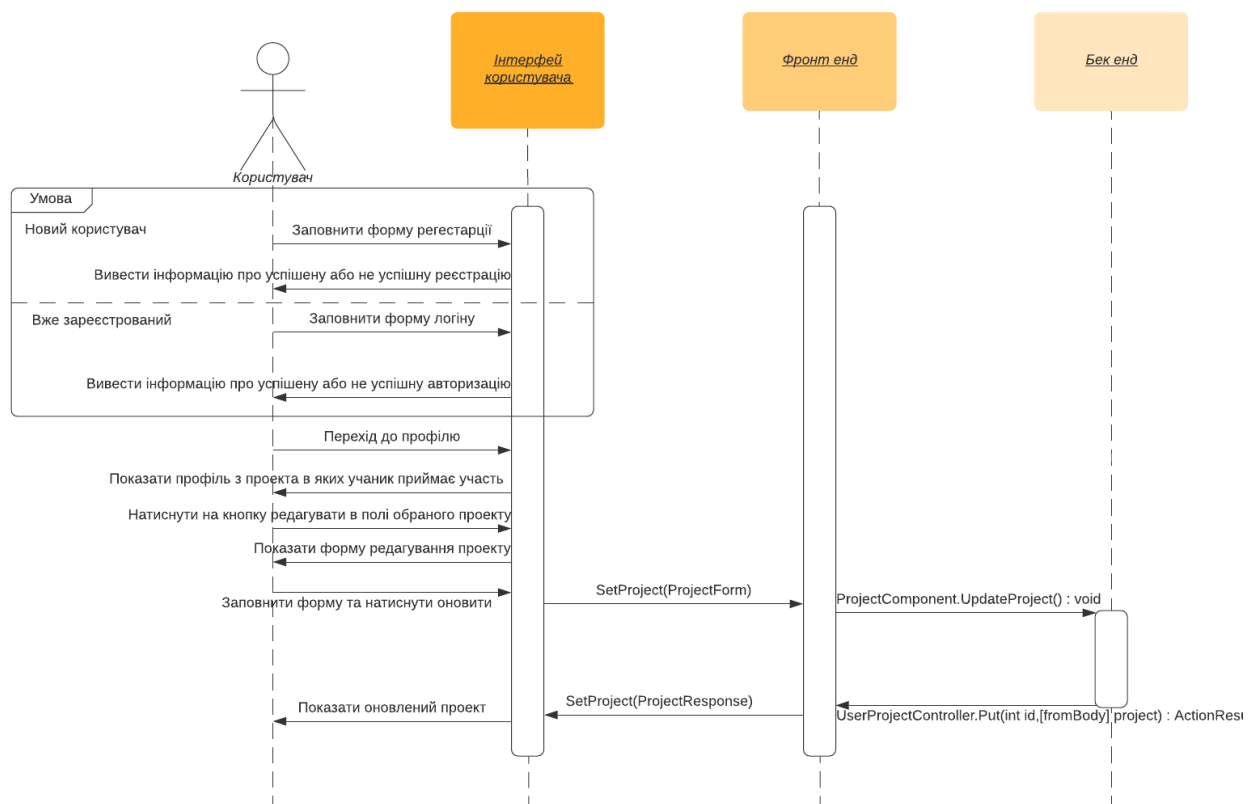 Інтерфей
користувача
Фронт енд
Бек енд
Користувач
Умова
Новий користувач
Заповнити форму регестарції
Вивести інформацію про успішену або не успішну реєстрацію
Вже зареєстрований
Заповнити форму логіну
Вивести інформацію про успішену або не успішну авторизацію
Перехід до профілю
Показати профіль з проекта в яких учаник приймає участь
Натиснути на кнопку редагувати в полі обраного проекту
Показати форму редагування проекту
Заповнити форму та натиснути оновити
SetProject(ProjectForm)
ProjectComponent.UpdateProject() : void
SetProject(ProjectResponse)
Показати оновлений проект
UserProjectController.Put(int id,[fromBody] project) : ActionResu